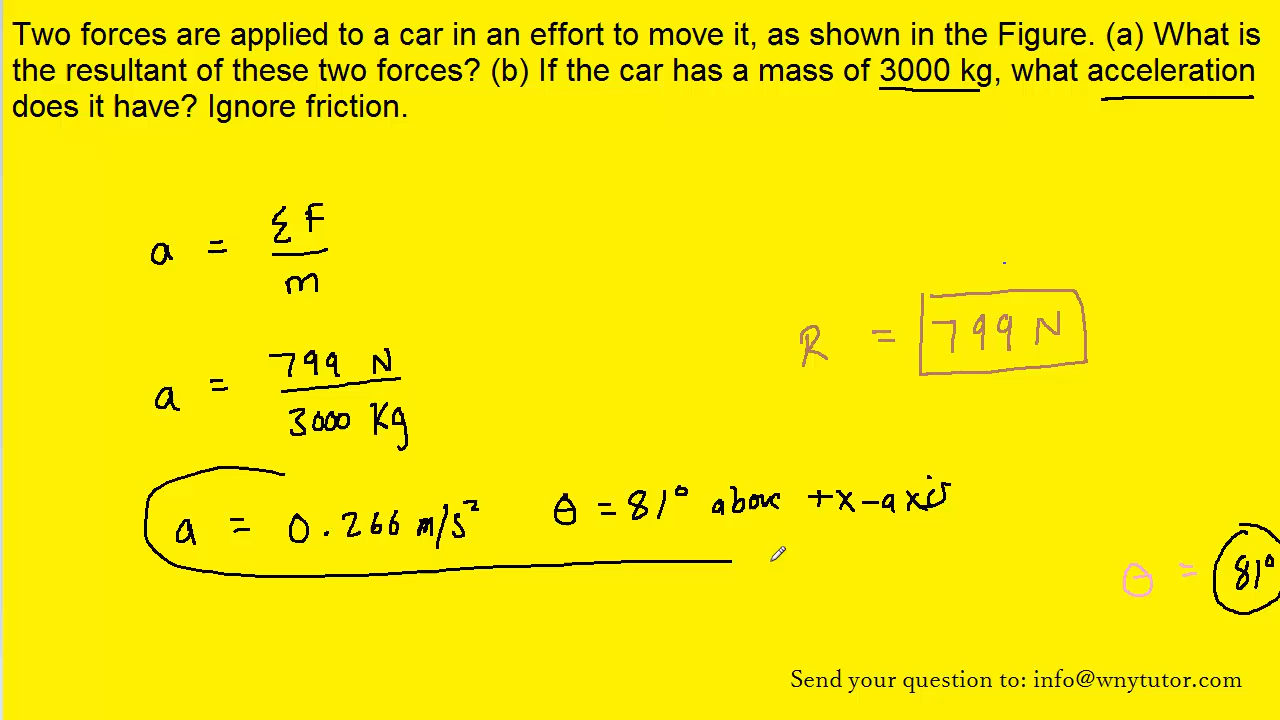 Two forces are applied to a car in an effort to move it, as shown in the Figure. (a) What is
the resultant of these two forces? (b) If the car has a mass of 3000 kg, what acceleration
does it have? Ignore friction.
a = ΣF / m
R = 799 N
a = 799 N / 3000 Kg
a = 0.266 m/s² θ = 81° above +x-axis
θ = 81°
Send your question to: info@wnytutor.com